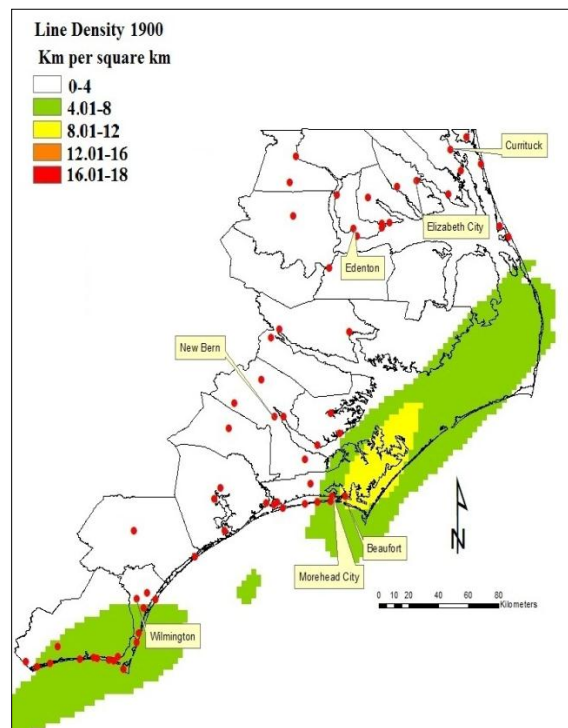 Line Density 1900
Km per square km
0-4
4.01-8
8.01-12
12.01-16
16.01-18
Currituck
Elizabeth City
Edenton
New Bern
Beaufort
Morehead City
Wilmington
N
0 10 20 40 60 80
Kilometers